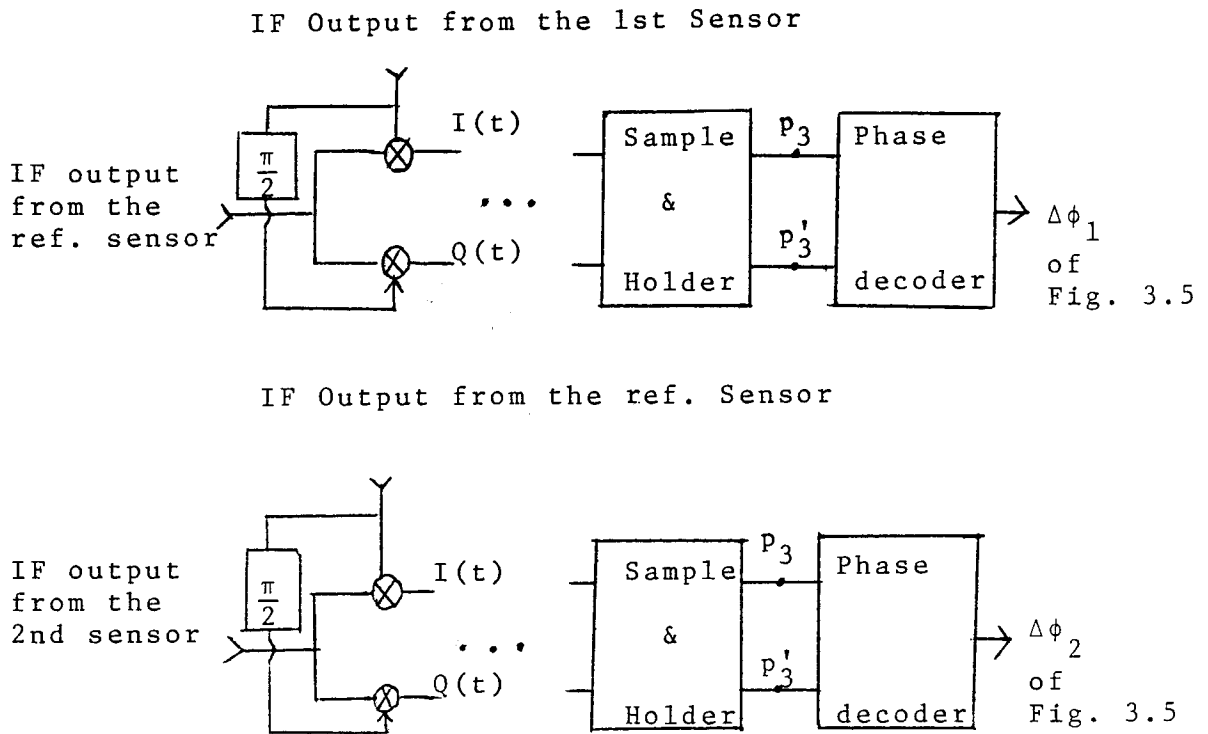 IF Output from the 1st Sensor
I(t)
π
2
IF output
from the
ref. sensor
• • •
Q(t)
Sample
&
Holder
p3
p3'
Phase
decoder
Δϕ1
of
Fig. 3.5
IF Output from the ref. Sensor
I(t)
π
2
IF output
from the
2nd sensor
• • •
Q(t)
Sample
&
Holder
p3
p3'
Phase
decoder
Δϕ2
of
Fig. 3.5